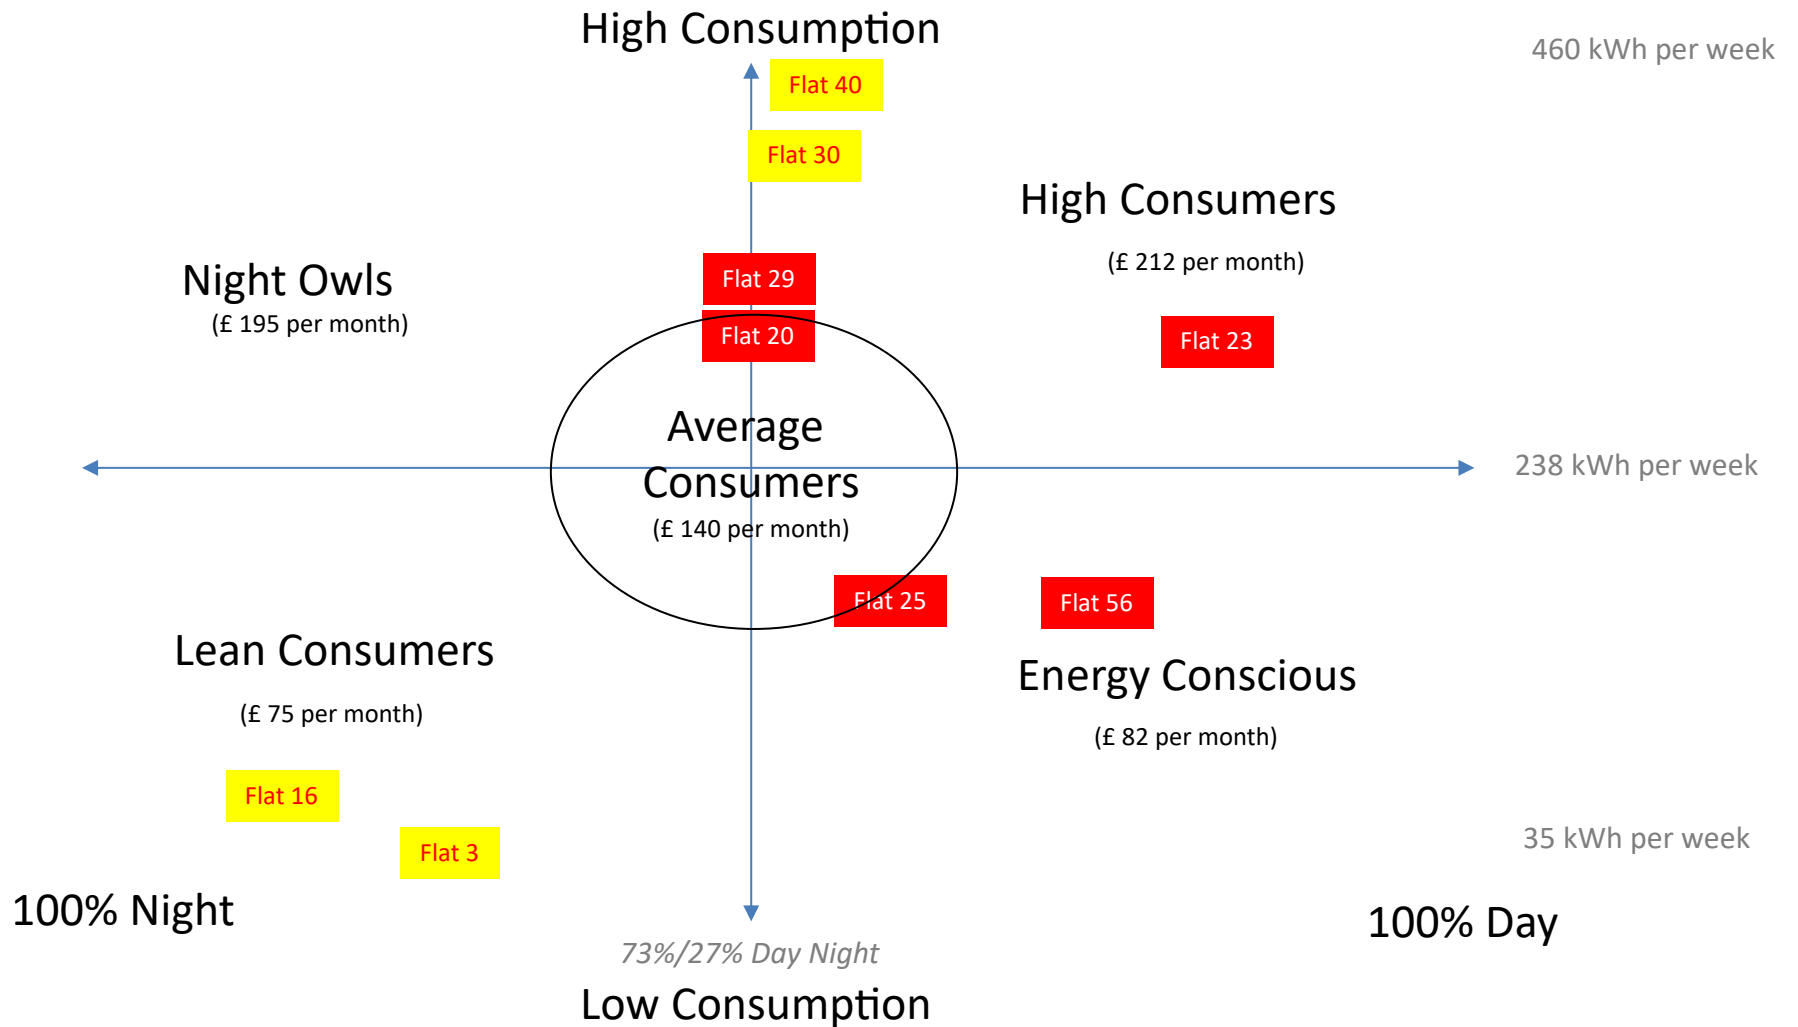 High Consumption
460 kWh per week
Flat 40
Flat 30
High Consumers
(£ 212 per month)
Night Owls
(£ 195 per month)
Flat 29
Flat 20
Flat 23
Average
Consumers
(£ 140 per month)
238 kWh per week
Flat 25
Flat 56
Lean Consumers
(£ 75 per month)
Energy Conscious
(£ 82 per month)
Flat 16
Flat 3
35 kWh per week
100% Night
100% Day
73%/27% Day Night
Low Consumption